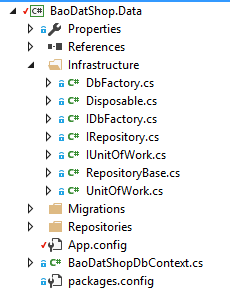 BaoDatShop.Data
Properties
References
Infrastructure
C# DbFactory.cs
C# Disposable.cs
C# IDbFactory.cs
C# IRepository.cs
C# IUnitOfWork.cs
C# RepositoryBase.cs
C# UnitOfWork.cs
Migrations
Repositories
App.config
C# BaoDatShopDbContext.cs
packages.config